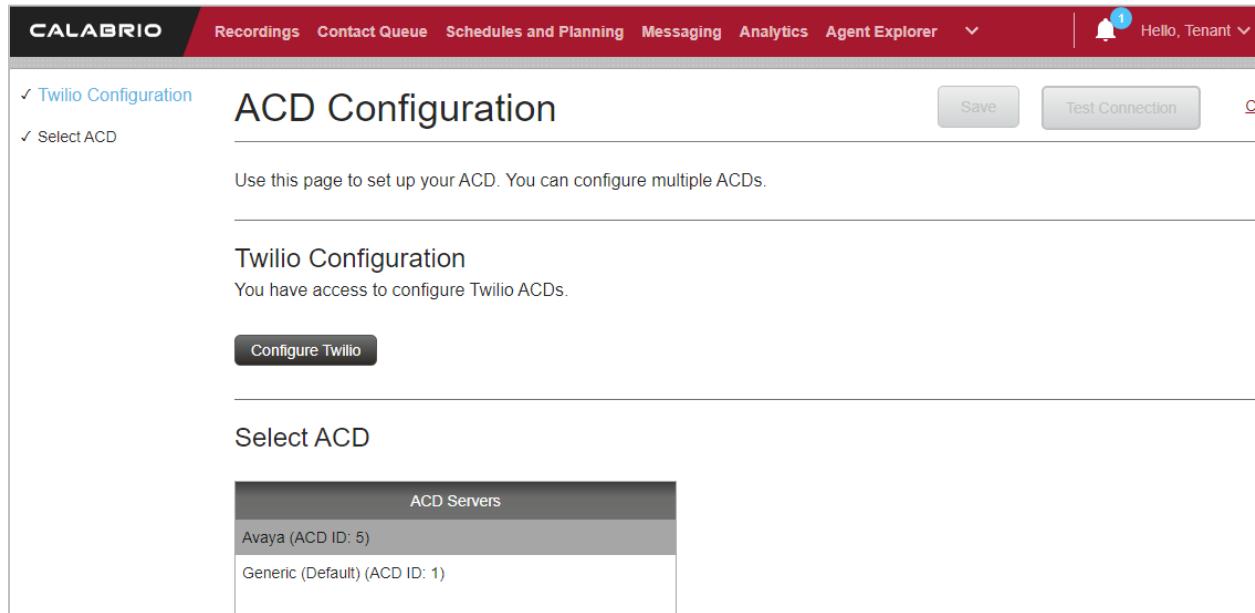 CALABRIO
Recordings Contact Queue Schedules and Planning Messaging Analytics Agent Explorer
1
Hello, Tenant
✓ Twilio Configuration
✓ Select ACD
ACD Configuration
Save
Test Connection
Use this page to set up your ACD. You can configure multiple ACDs.
Twilio Configuration
You have access to configure Twilio ACDs.
Configure Twilio
Select ACD
ACD Servers
Avaya (ACD ID: 5)
Generic (Default) (ACD ID: 1)